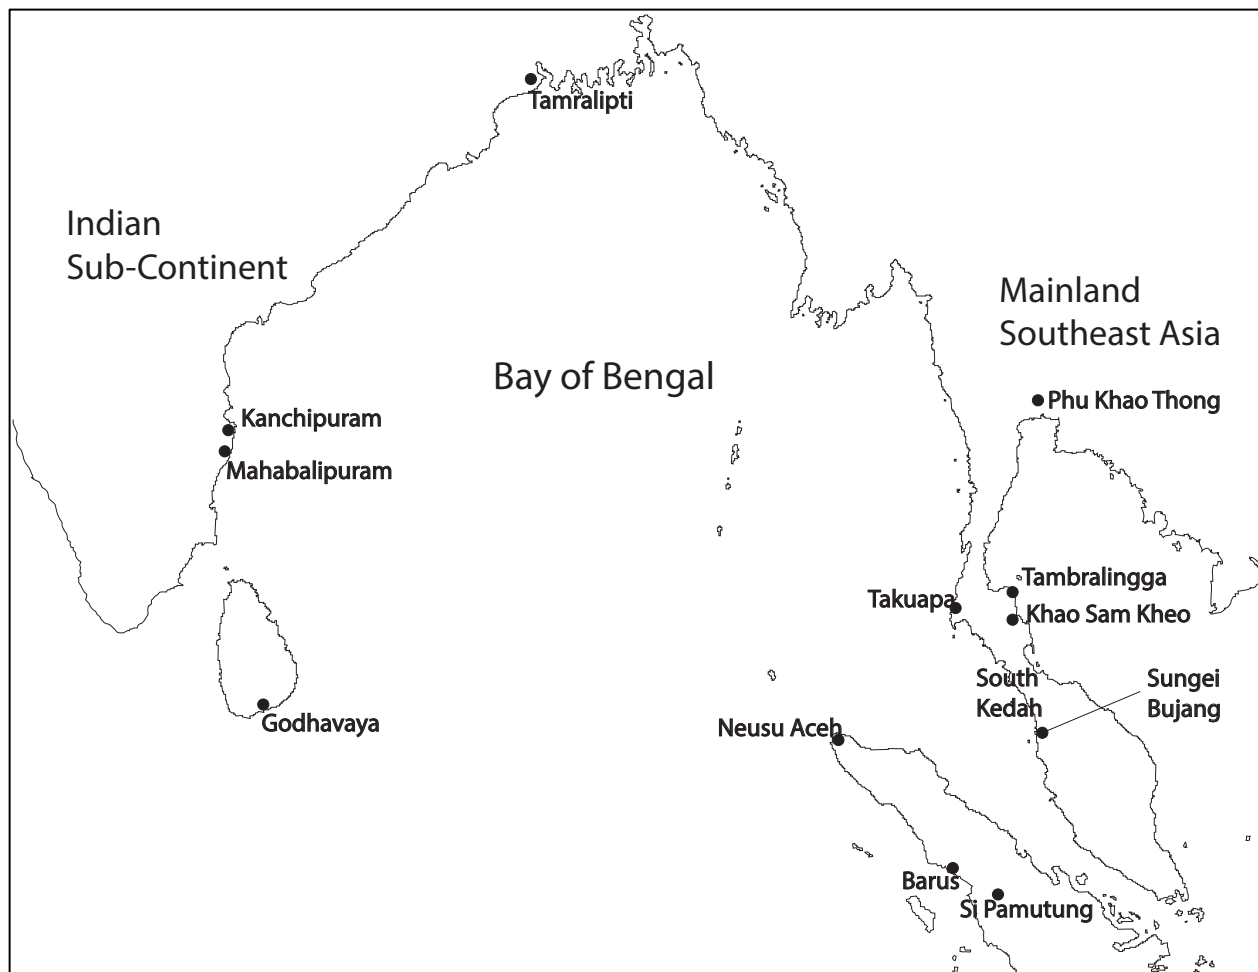 Tamralipti
Indian
Sub-Continent
Mainland
Southeast Asia
Bay of Bengal
Phu Khao Thong
Kanchipuram
Mahabalipuram
Tambralingga
Takuapa
Khao Sam Kheo
South
Kedah
Sungei
Bujang
Godhavaya
Neusu Aceh
Barus
Si Pamutung